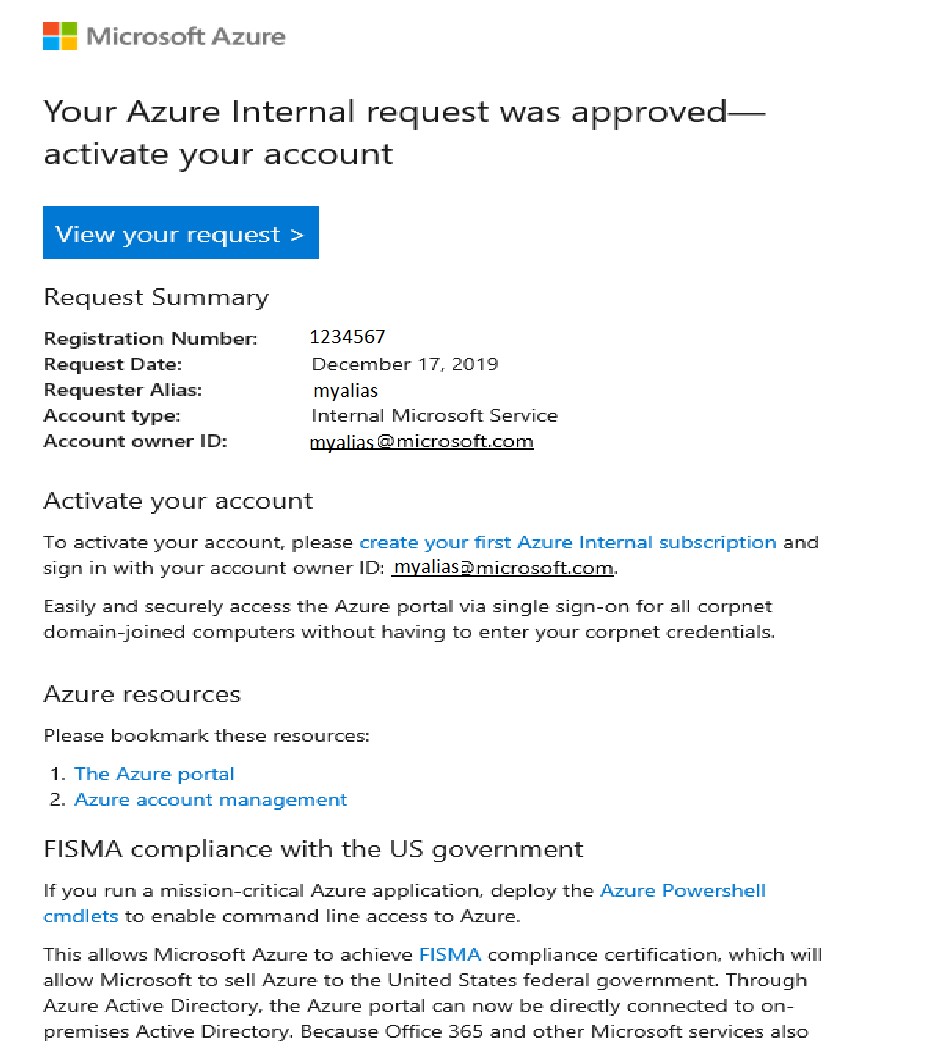 Microsoft Azure
Your Azure Internal request was approved—
activate your account
View your request >
Request Summary
Registration Number: 1234567
Request Date: December 17, 2019
Requester Alias: myalias
Account type: Internal Microsoft Service
Account owner ID: myalias@microsoft.com
Activate your account
To activate your account, please create your first Azure Internal subscription and
sign in with your account owner ID: myalias@microsoft.com.
Easily and securely access the Azure portal via single sign-on for all corpnet
domain-joined computers without having to enter your corpnet credentials.
Azure resources
Please bookmark these resources:
1. The Azure portal
2. Azure account management
FISMA compliance with the US government
If you run a mission-critical Azure application, deploy the Azure Powershell
cmdlets to enable command line access to Azure.
This allows Microsoft Azure to achieve FISMA compliance certification, which will
allow Microsoft to sell Azure to the United States federal government. Through
Azure Active Directory, the Azure portal can now be directly connected to on-
premises Active Directory. Because Office 365 and other Microsoft services also